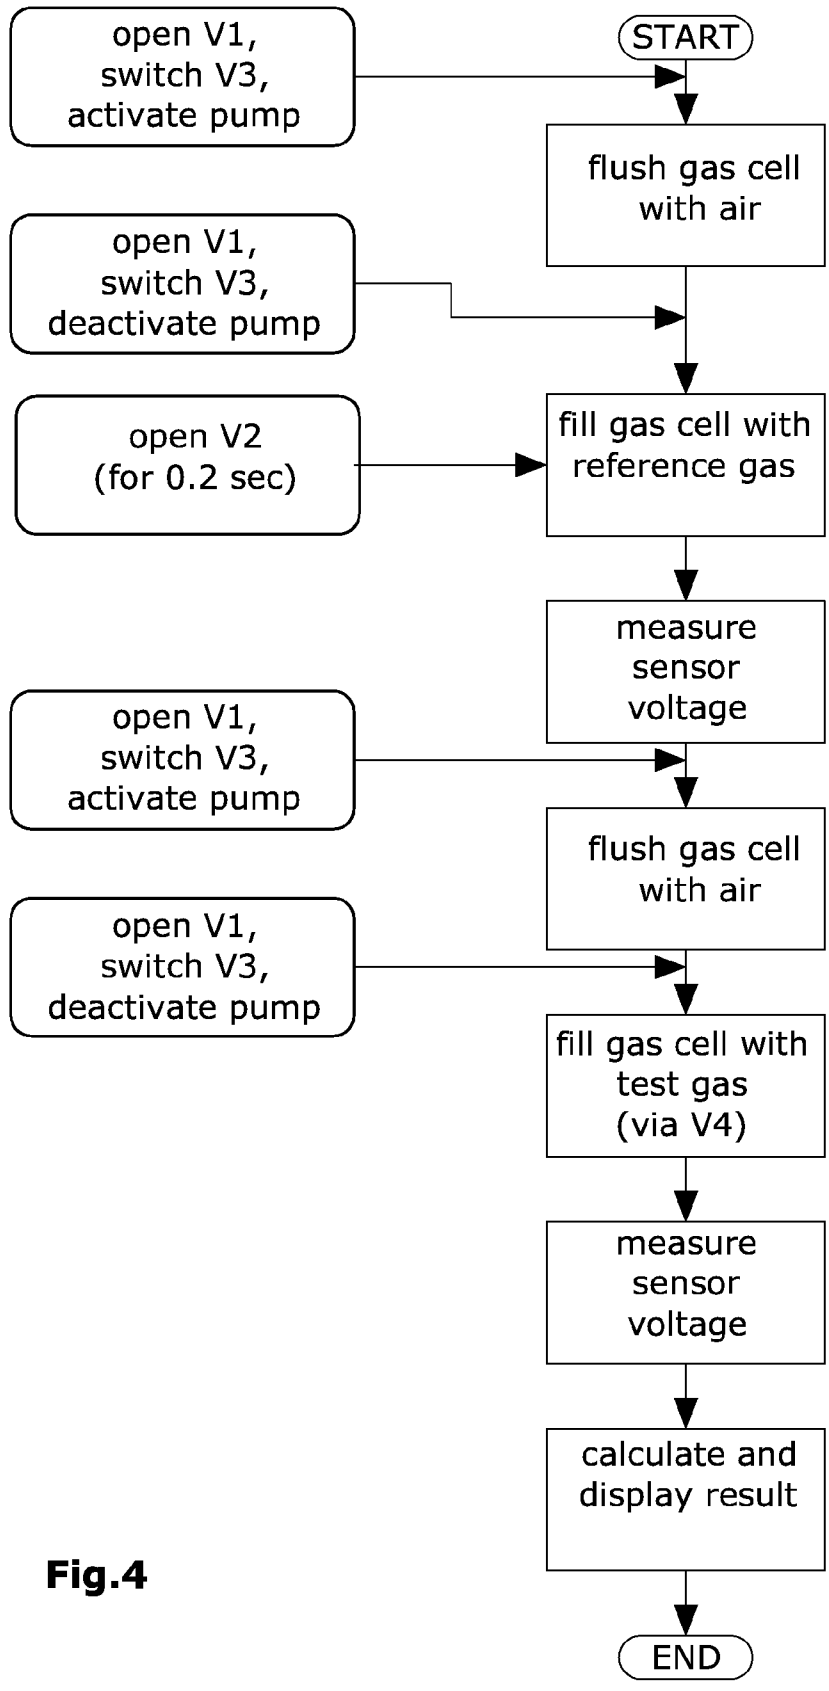 open V1,
switch V3,
activate pump
START
flush gas cell
with air
open V1,
switch V3,
deactivate pump
open V2
(for 0.2 sec)
fill gas cell with
reference gas
measure
sensor
voltage
open V1,
switch V3,
activate pump
flush gas cell
with air
open V1,
switch V3,
deactivate pump
fill gas cell with
test gas
(via V4)
measure
sensor
voltage
calculate and
display result
Fig.4
END